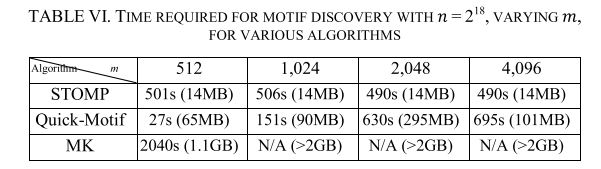 TABLE VI. TIME REQUIRED FOR MOTIF DISCOVERY WITH n = 2^18, VARYING m,
FOR VARIOUS ALGORITHMS
Algorithm m 512 1,024 2,048 4,096
STOMP 501s (14MB) 506s (14MB) 490s (14MB) 490s (14MB)
Quick-Motif 27s (65MB) 151s (90MB) 630s (295MB) 695s (101MB)
MK 2040s (1.1GB) N/A (>2GB) N/A (>2GB) N/A (>2GB)